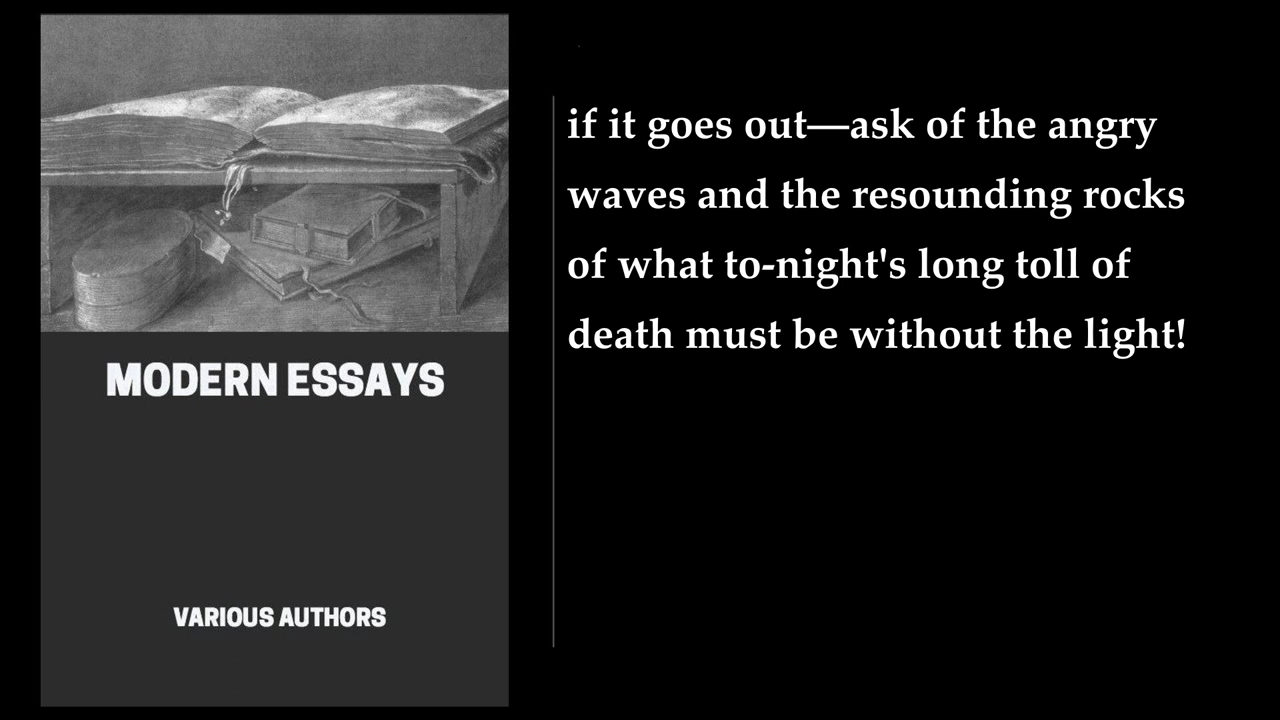 MODERN ESSAYS
VARIOUS AUTHORS
if it goes out—ask of the angry
waves and the resounding rocks
of what to-night's long toll of
death must be without the light!